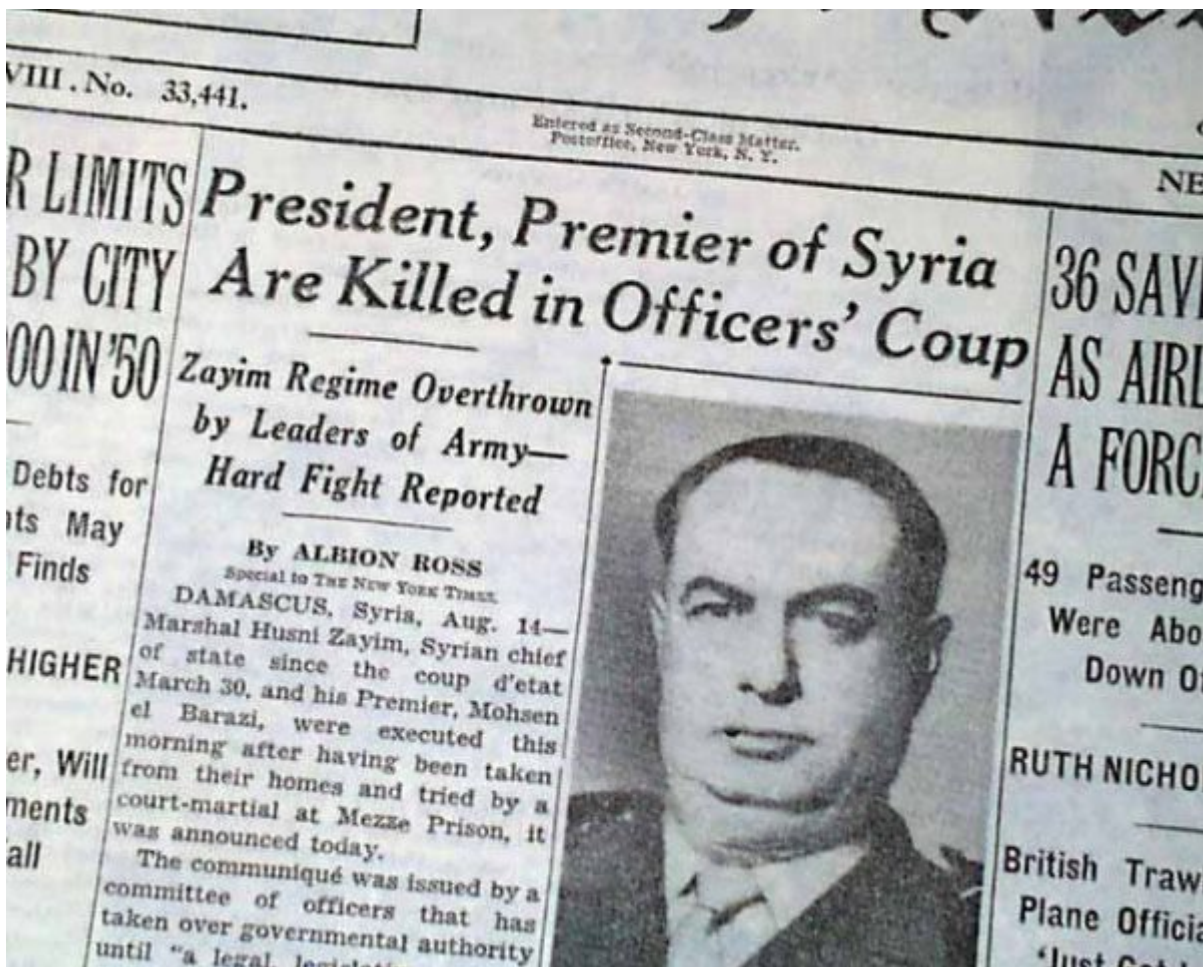 VIII. No. 33,441.
Entered as Second-Class Matter.
Postoffice, New York, N. Y.
NE
R LIMITS
BY CITY
00 IN '50
Debts for
nts May
Finds
HIGHER
er, Will
ments
all
President, Premier of Syria
Are Killed in Officers' Coup
Zayim Regime Overthrown
by Leaders of Army—
Hard Fight Reported
By ALBION ROSS
Special to THE NEW YORK TIMES.
DAMASCUS, Syria, Aug. 14—
Marshal Husni Zayim, Syrian chief
of state since the coup d'etat
March 30, and his Premier, Mohsen
el Barazi, were executed this
morning after having been taken
from their homes and tried by a
court-martial at Mezze Prison, it
was announced today.
The communiqué was issued by a
committee of officers that has
taken over governmental authority
until "a legal,
36 SAV
AS AIRL
A FORC
49 Passeng
Were Abo
Down Of
RUTH NICHO
British Traw
Plane Officia
'Just Got